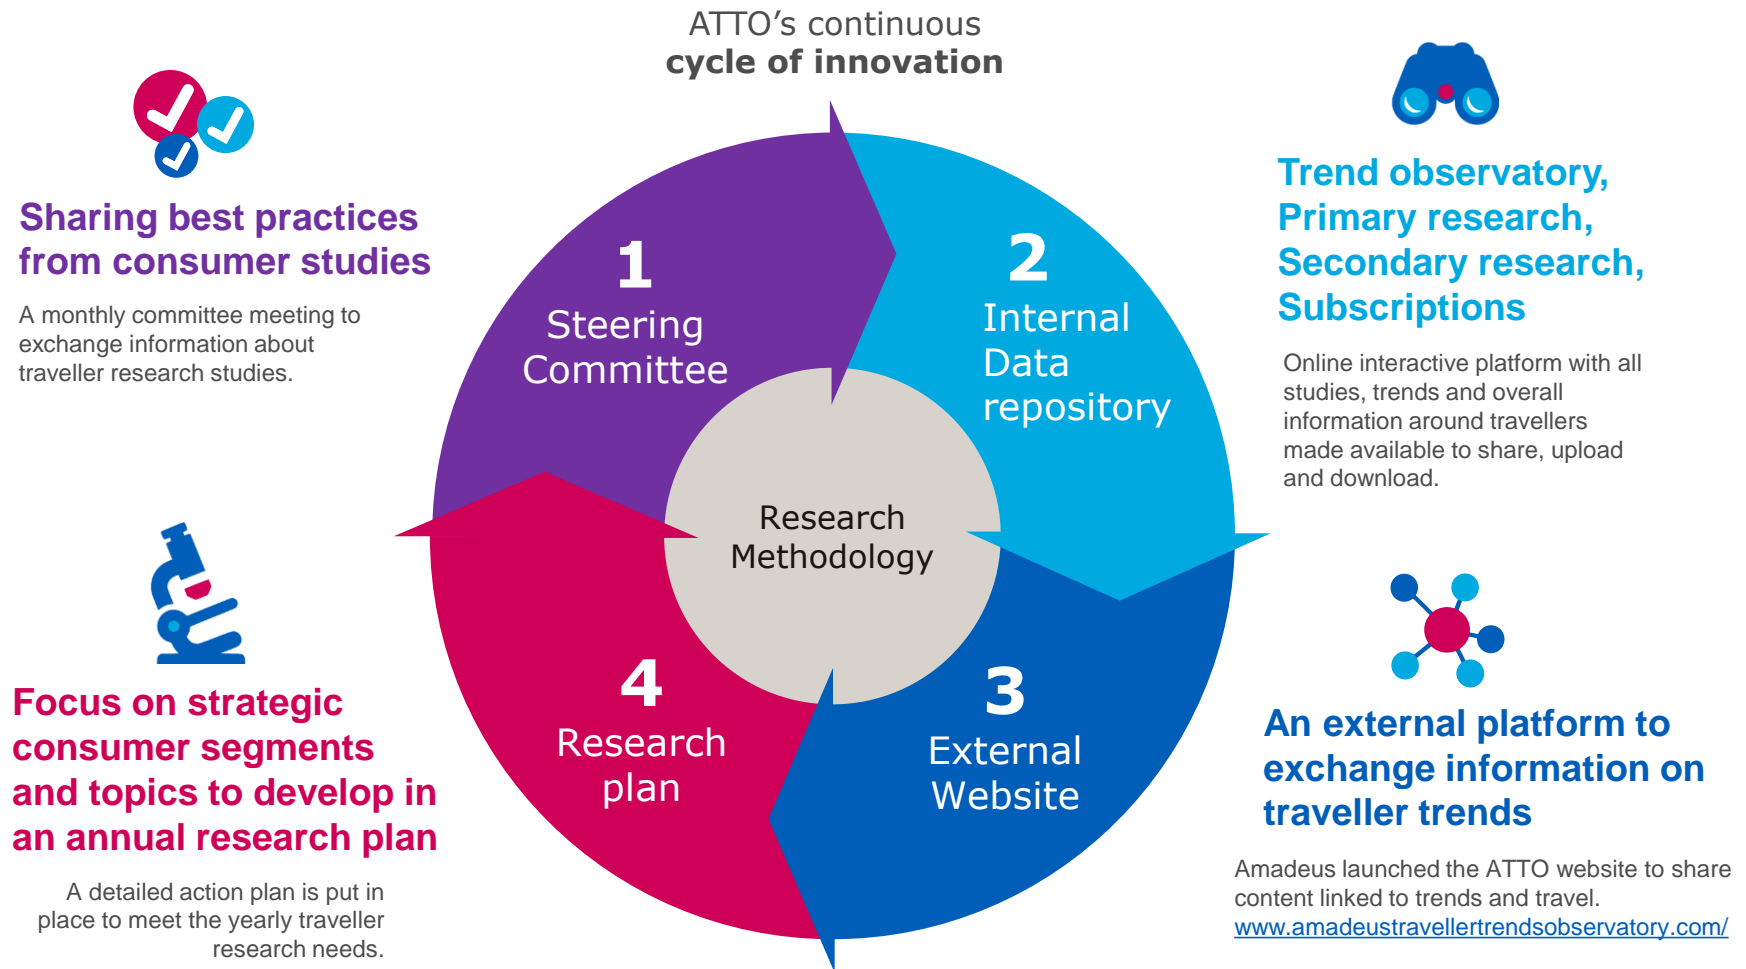 ATTO’s continuous
cycle of innovation
Sharing best practices
from consumer studies
A monthly committee meeting to
exchange information about
traveller research studies.
1
Steering
Committee
2
Internal
Data
repository
Trend observatory,
Primary research,
Secondary research,
Subscriptions
Online interactive platform with all
studies, trends and overall
information around travellers
made available to share, upload
and download.
Research
Methodology
Focus on strategic
consumer segments
and topics to develop in
an annual research plan
A detailed action plan is put in
place to meet the yearly traveller
research needs.
4
Research
plan
3
External
Website
An external platform to
exchange information on
traveller trends
Amadeus launched the ATTO website to share
content linked to trends and travel.
www.amadeustravellertrendsobservatory.com/